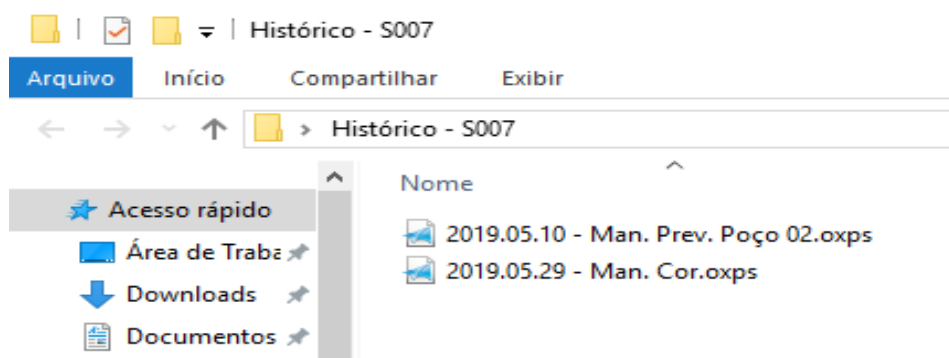 Histórico - S007
Arquivo Início Compartilhar Exibir
Histórico - S007
Nome
Acesso rápido
2019.05.10 - Man. Prev. Poço 02.oxps
Área de Traba
2019.05.29 - Man. Cor.oxps
Downloads
Documentos